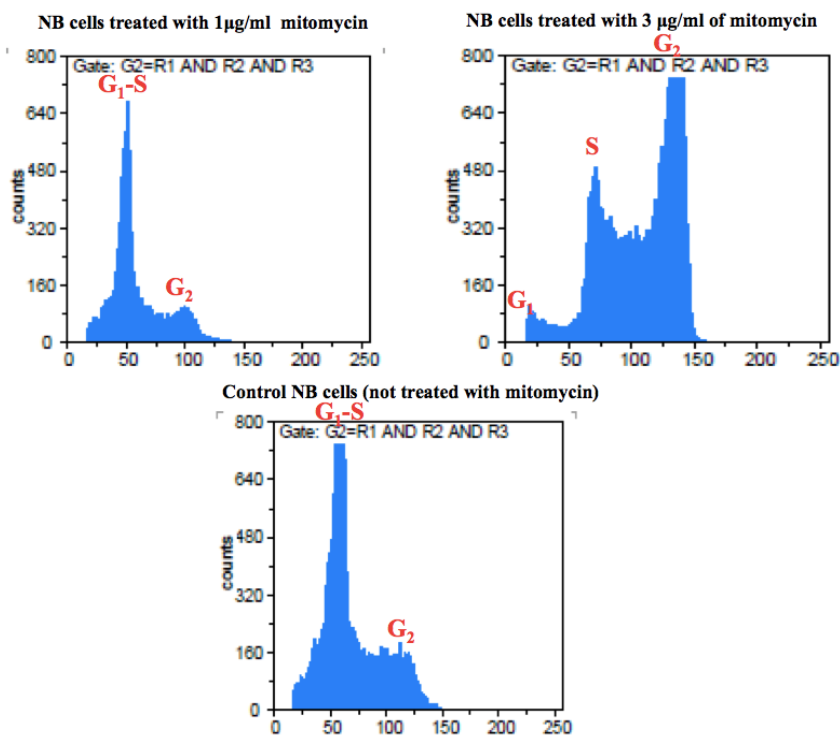 NB cells treated with 1µg/ml mitomycin
800
640
480
320
160
0
counts
Gate: G2=R1 AND R2 AND R3
G₁-S
G₂
0 50 100 150 200 250
NB cells treated with 3 µg/ml of mitomycin
800
640
480
320
160
0
counts
G₂
Gate: G2=R1 AND R2 AND R3
S
G
0 50 100 150 200 250
Control NB cells (not treated with mitomycin)
800
640
480
320
160
0
counts
G₁-S
Gate: G2=R1 AND R2 AND R3
G₂
0 50 100 150 200 250